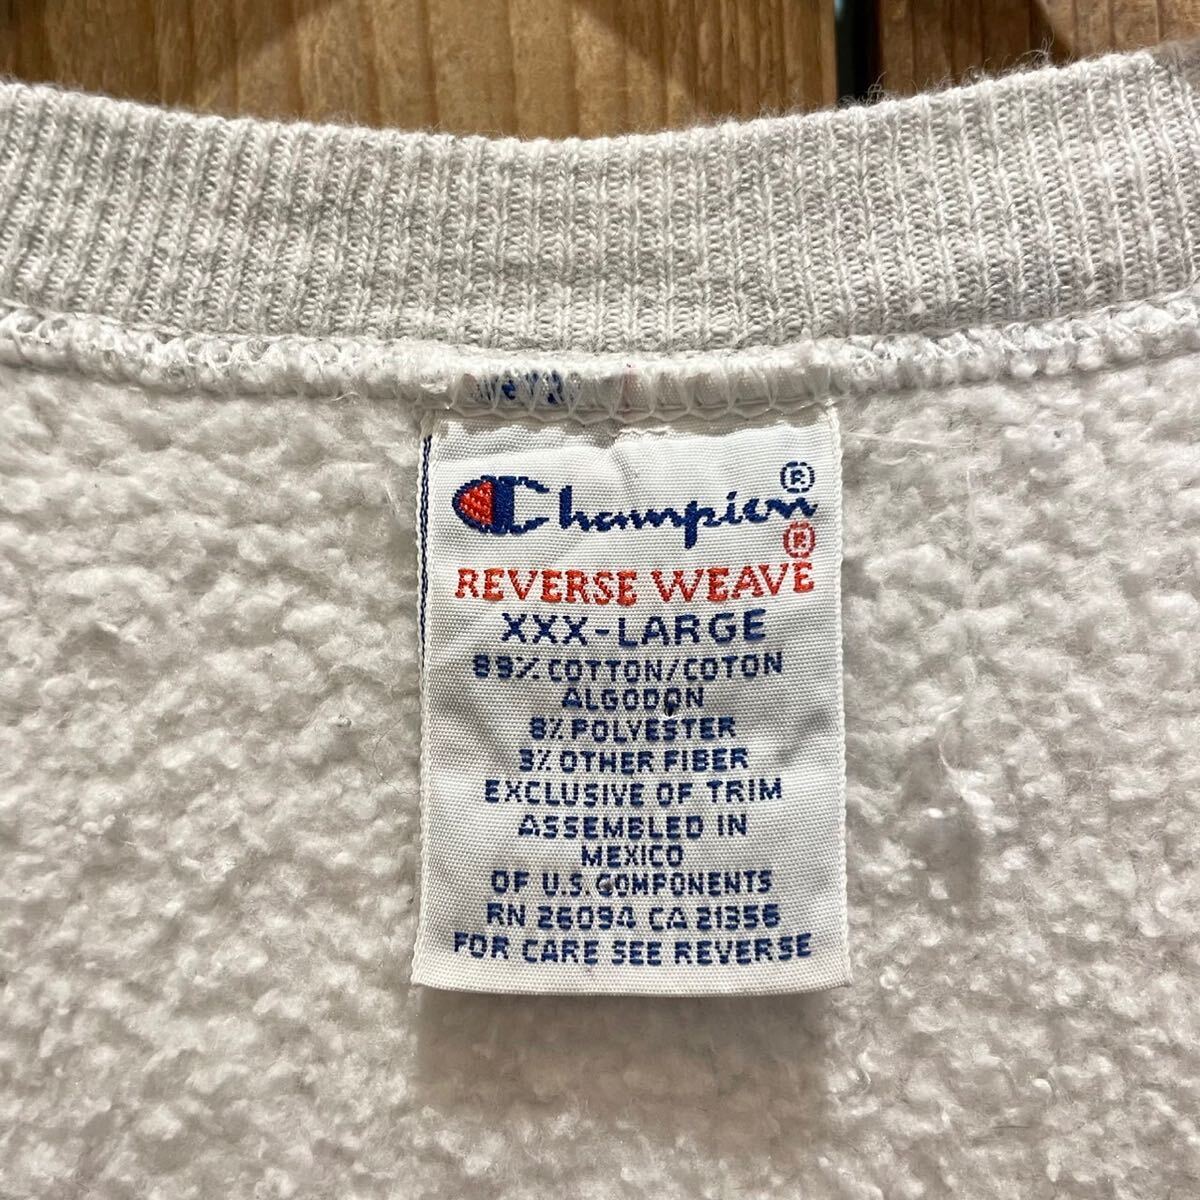 Champion®
®
REVERSE WEAVE
XXX-LARGE
89% COTTON/COTON
ALGODON
8% POLYESTER
3% OTHER FIBER
EXCLUSIVE OF TRIM
ASSEMBLED IN
MEXICO
OF U.S. COMPONENTS
RN 26094 CA 21356
FOR CARE SEE REVERSE